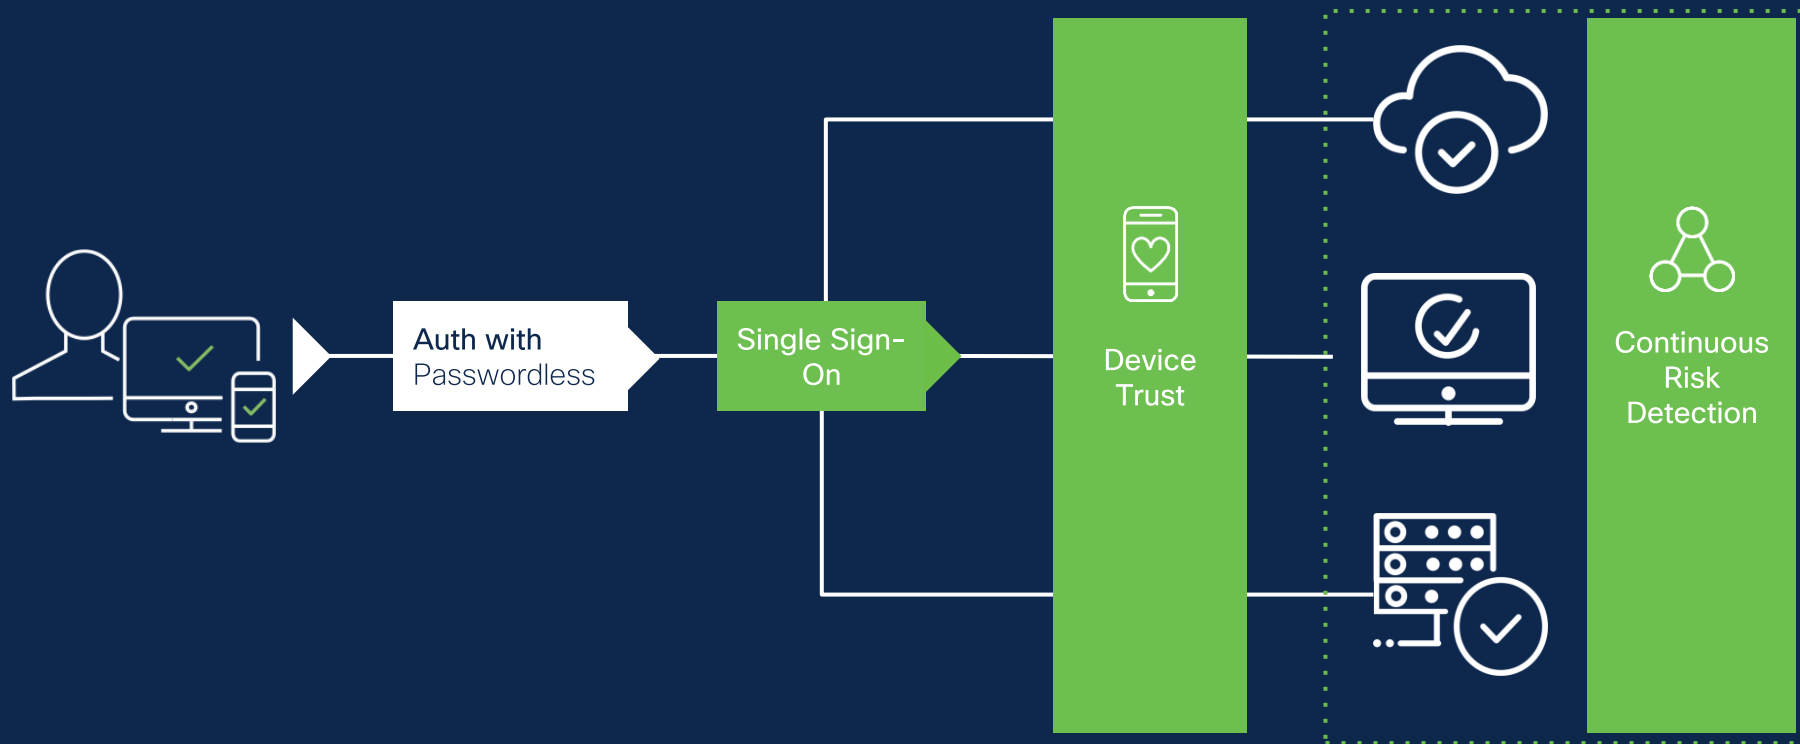 Auth with
Passwordless
Single Sign-
On
Device
Trust
Continuous
Risk
Detection